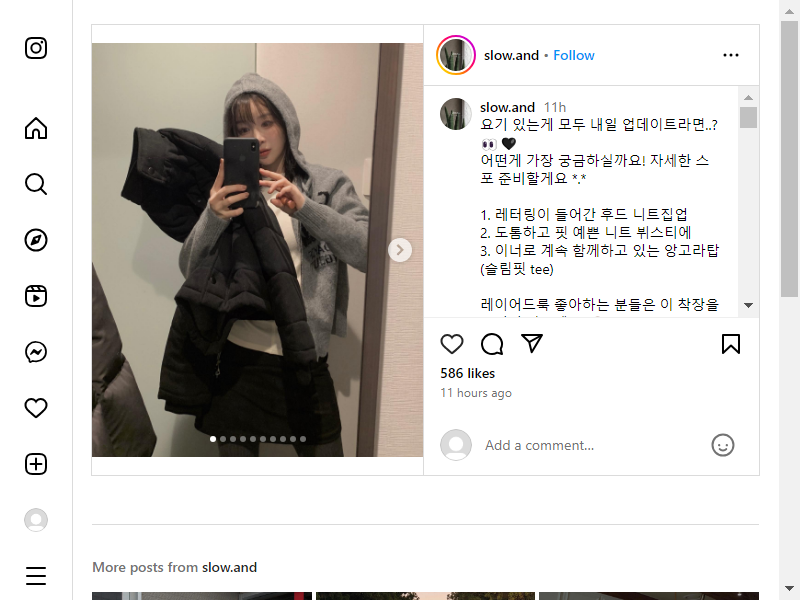 slow.and • Follow
slow.and 11h
요기 있는게 모두 내일 업데이트라면..?
👀 🖤
어떤게 가장 궁금하실까요! 자세한 스
포 준비할게요 *.*
1. 레터링이 들어간 후드 니트집업
2. 도톰하고 핏 예쁜 니트 뷔스티에
3. 이너로 계속 함께하고 있는 앙고라탑
(슬림핏 tee)
레이어드룩 좋아하는 분들은 이 착장을
586 likes
11 hours ago
Add a comment...
More posts from slow.and